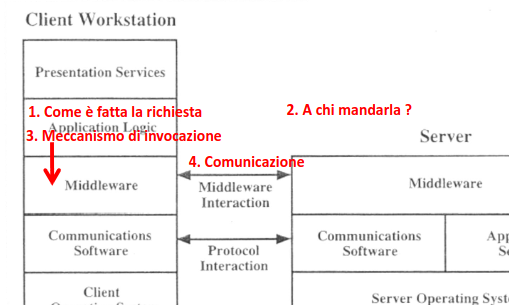 Client Workstation
Presentation Services
1. Come è fatta la richiesta
2. A chi mandarla ?
Application Logic
3. Meccanismo di invocazione
Server
4. Comunicazione
Middleware
Middleware
Interaction
Middleware
Communications
Software
Protocol
Interaction
Communications
Software
Client
Server Operating